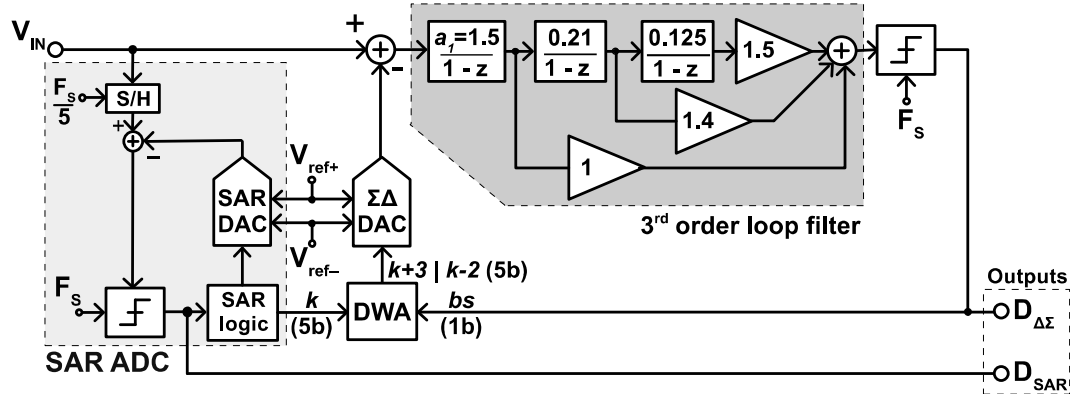 V_IN
+
-
a₁=1.5
1 - z
0.21
1 - z
0.125
1 - z
1.5
+
1.4
1
3rd order loop filter
F_S
F_S
5
S/H
+
+
−
SAR
DAC
V_ref+
V_ref−
ΣΔ
DAC
k+3 | k-2 (5b)
F_S
SAR
logic
k
(5b)
DWA
bs
(1b)
SAR ADC
Outputs
D_ΔΣ
D_SAR